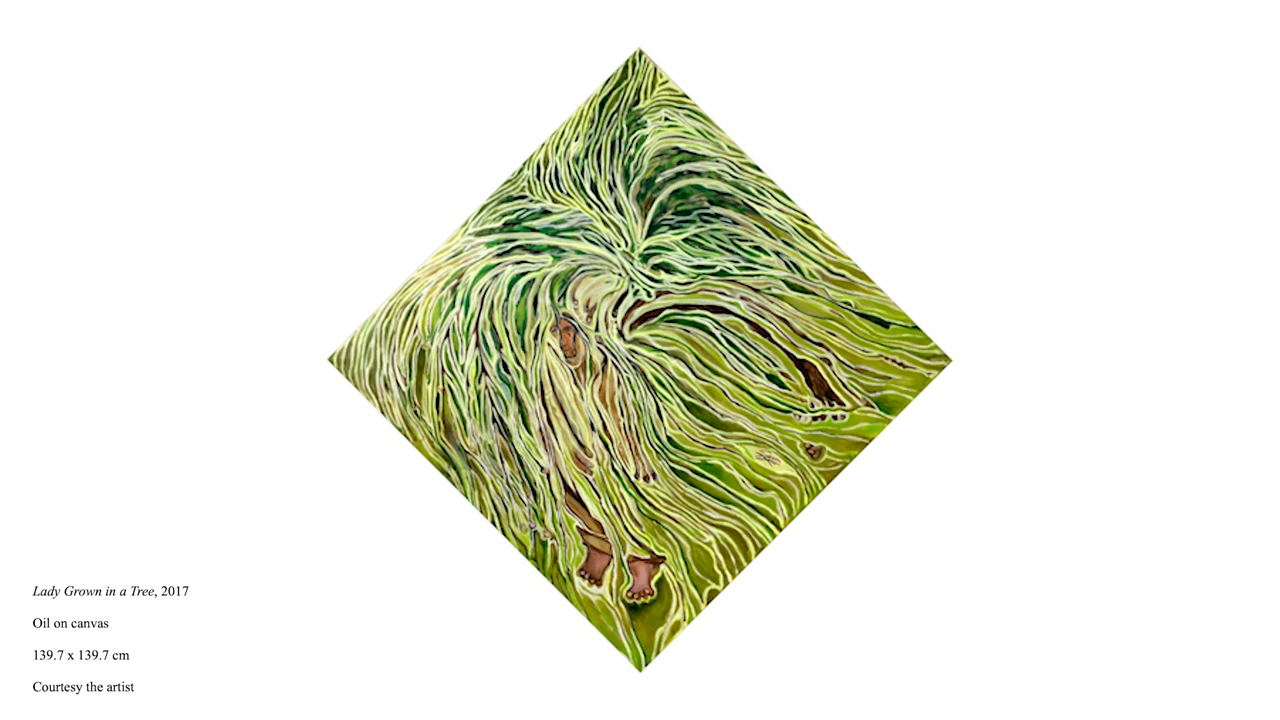 Lady Grown in a Tree, 2017
Oil on canvas
139.7 x 139.7 cm
Courtesy the artist